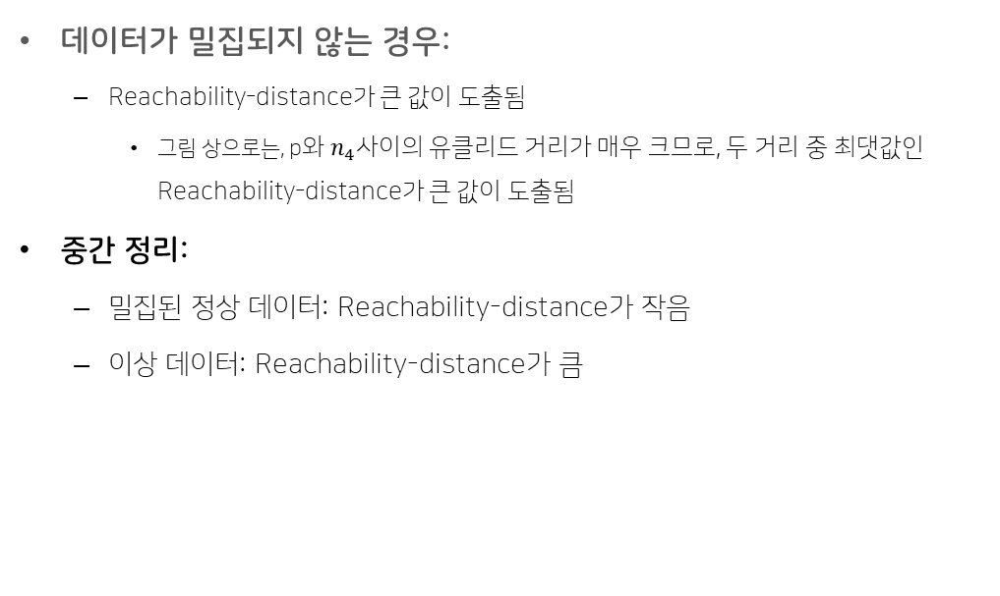 • 데이터가 밀집되지 않는 경우:
– Reachability-distance가 큰 값이 도출됨
• 그림 상으로는, p와 n₄사이의 유클리드 거리가 매우 크므로, 두 거리 중 최댓값인
Reachability-distance가 큰 값이 도출됨
• 중간 정리:
– 밀집된 정상 데이터: Reachability-distance가 작음
– 이상 데이터: Reachability-distance가 큼